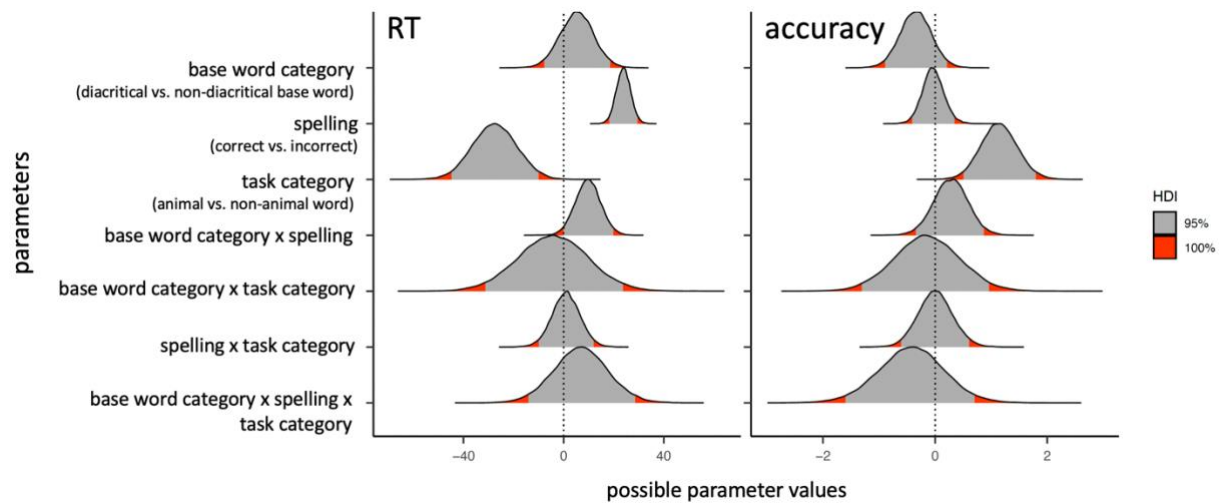 RT
accuracy
base word category
(diacritical vs. non-diacritical base word)
spelling
(correct vs. incorrect)
task category
(animal vs. non-animal word)
base word category x spelling
base word category x task category
spelling x task category
base word category x spelling x
task category
parameters
HDI
95%
100%
−40 0 40
−2 0 2
possible parameter values